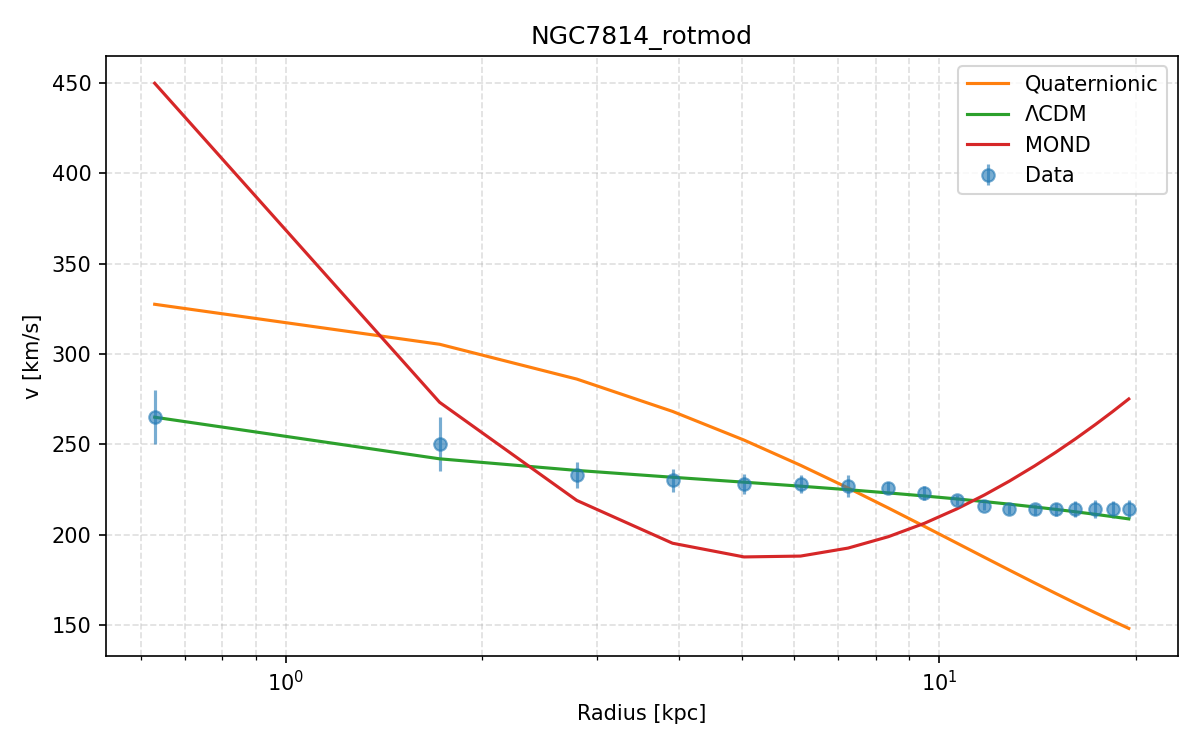 NGC7814_rotmod
Quaternionic
ΛCDM
MOND
Data
v [km/s]
450
400
350
300
250
200
150
10⁰
10¹
Radius [kpc]